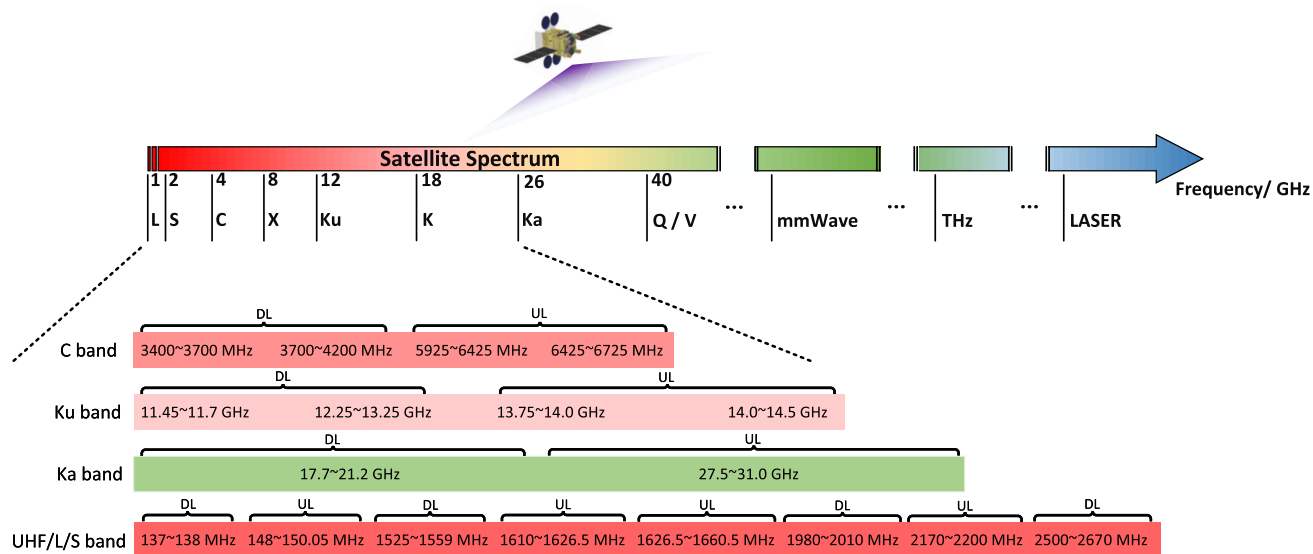 Satellite Spectrum
1 2 4 8 12 18 26 40
Frequency/ GHz
L S C X Ku K Ka Q / V ... mmWave ... THz ... LASER
DL UL
C band 3400~3700 MHz 3700~4200 MHz 5925~6425 MHz 6425~6725 MHz
DL UL
Ku band 11.45~11.7 GHz 12.25~13.25 GHz 13.75~14.0 GHz 14.0~14.5 GHz
DL UL
Ka band 17.7~21.2 GHz 27.5~31.0 GHz
DL UL DL UL UL DL UL DL
UHF/L/S band 137~138 MHz 148~150.05 MHz 1525~1559 MHz 1610~1626.5 MHz 1626.5~1660.5 MHz 1980~2010 MHz 2170~2200 MHz 2500~2670 MHz